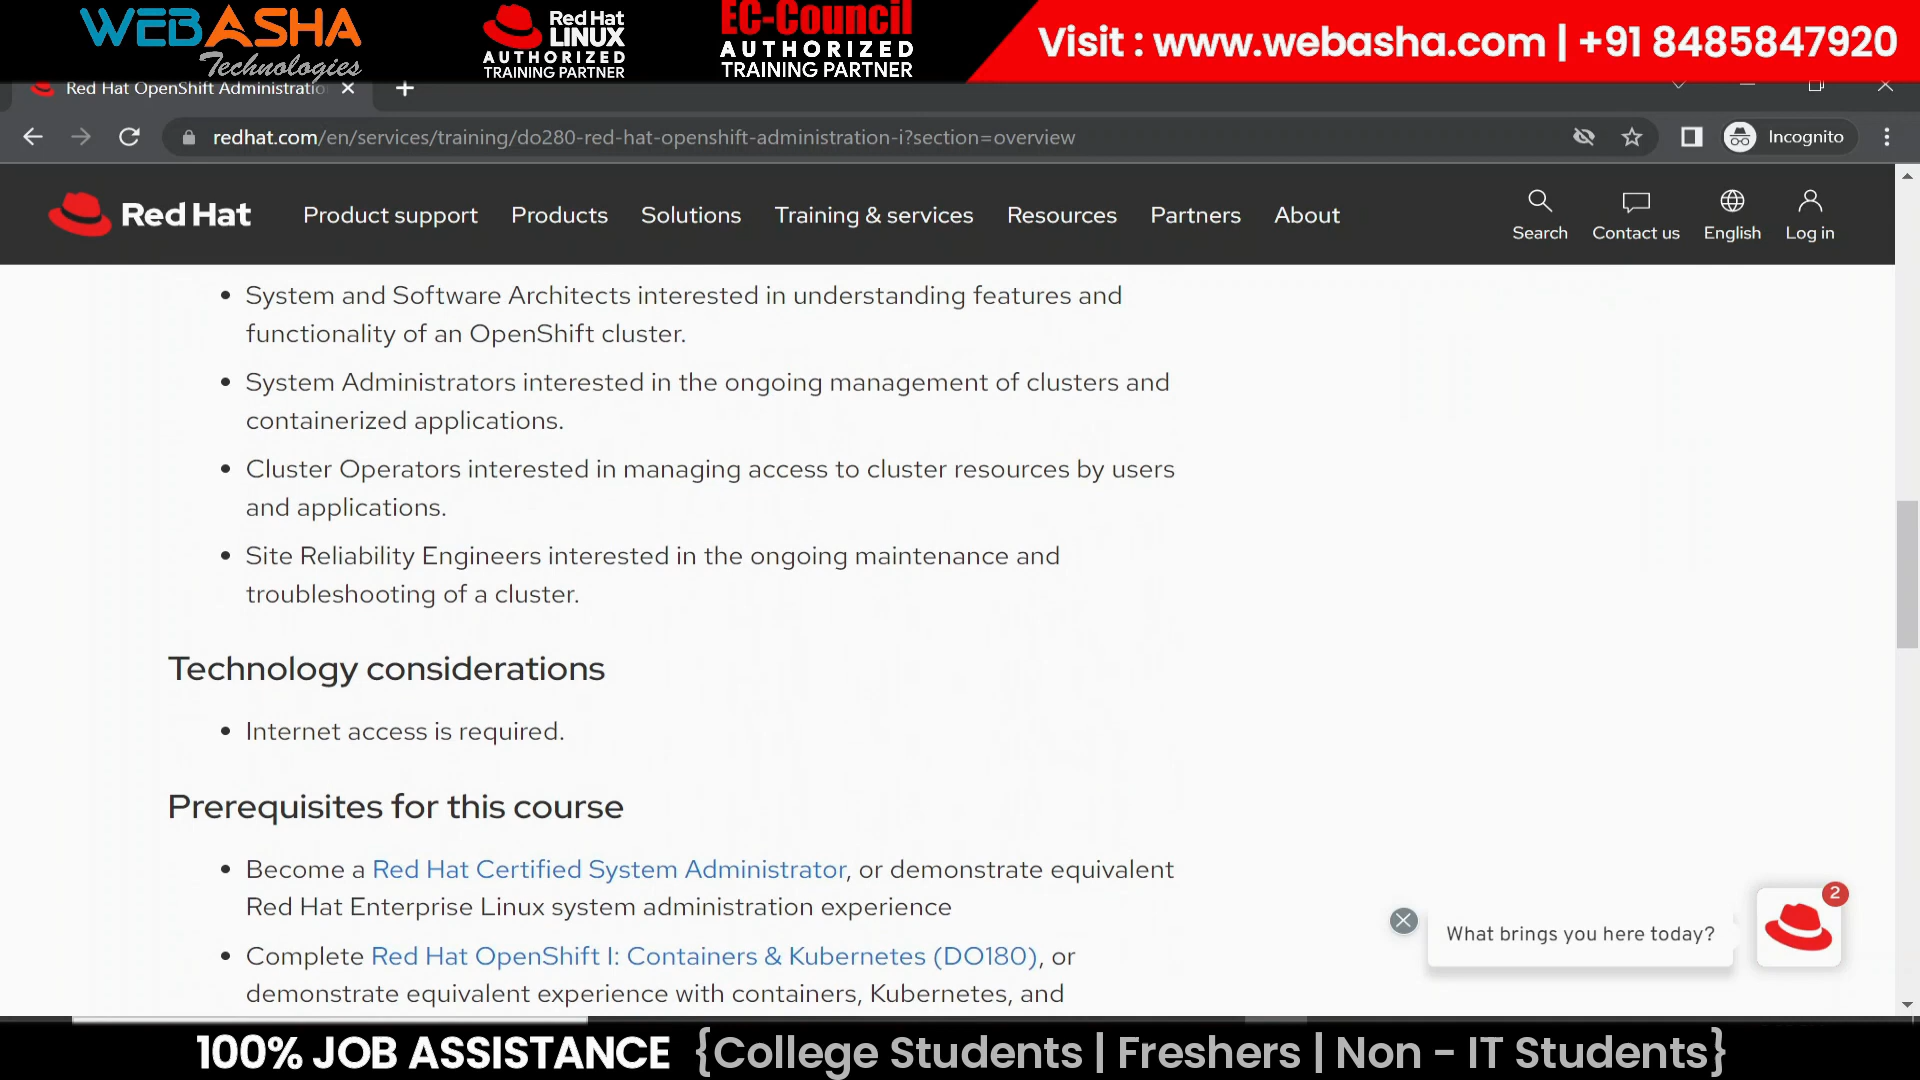 WEBASHA
Technologies
Red Hat
LINUX
AUTHORIZED
TRAINING PARTNER
EC-Council
AUTHORIZED
TRAINING PARTNER
Visit : www.webasha.com | +91 8485847920
Red Hat OpenShift Administratio
redhat.com/en/services/training/do280-red-hat-openshift-administration-i?section=overview
Incognito
Red Hat
Product support
Products
Solutions
Training & services
Resources
Partners
About
Search
Contact us
English
Log in
• System and Software Architects interested in understanding features and
functionality of an OpenShift cluster.
• System Administrators interested in the ongoing management of clusters and
containerized applications.
• Cluster Operators interested in managing access to cluster resources by users
and applications.
• Site Reliability Engineers interested in the ongoing maintenance and
troubleshooting of a cluster.
Technology considerations
• Internet access is required.
Prerequisites for this course
• Become a Red Hat Certified System Administrator, or demonstrate equivalent
Red Hat Enterprise Linux system administration experience
• Complete Red Hat OpenShift I: Containers & Kubernetes (DO180), or
demonstrate equivalent experience with containers, Kubernetes, and
What brings you here today?
2
100% JOB ASSISTANCE {College Students | Freshers | Non - IT Students}